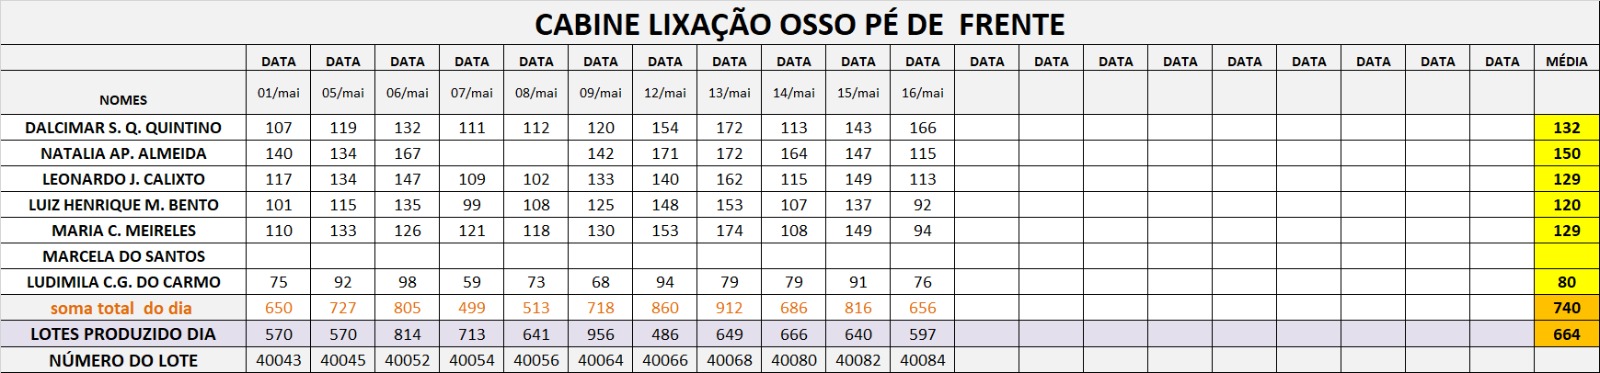 CABINE LIXAÇÃO OSSO PÉ DE FRENTE
DATA DATA DATA DATA DATA DATA DATA DATA DATA DATA DATA DATA DATA DATA DATA DATA DATA DATA DATA DATA MÉDIA
NOMES 01/mai 05/mai 06/mai 07/mai 08/mai 09/mai 12/mai 13/mai 14/mai 15/mai 16/mai
DALCIMAR S. Q. QUINTINO 107 119 132 111 112 120 154 172 113 143 166 132
NATALIA AP. ALMEIDA 140 134 167 142 171 172 164 147 115 150
LEONARDO J. CALIXTO 117 134 147 109 102 133 140 162 115 149 113 129
LUIZ HENRIQUE M. BENTO 101 115 135 99 108 125 148 153 107 137 92 120
MARIA C. MEIRELES 110 133 126 121 118 130 153 174 108 149 94 129
MARCELA DO SANTOS
LUDIMILA C.G. DO CARMO 75 92 98 59 73 68 94 79 79 91 76 80
soma total do dia 650 727 805 499 513 718 860 912 686 816 656 740
LOTES PRODUZIDO DIA 570 570 814 713 641 956 486 649 666 640 597 664
NÚMERO DO LOTE 40043 40045 40052 40054 40056 40064 40066 40068 40080 40082 40084